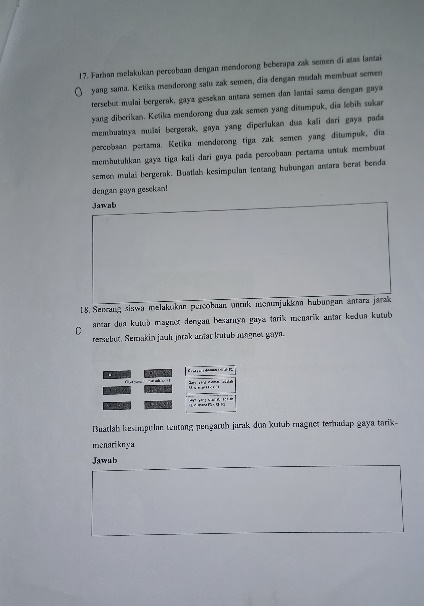 17. Farhan melakukan percobaan dengan mendorong beberapa zak semen di atas lantai
yang sama. Ketika mendorong satu zak semen, dia dengan mudah membuat semen
tersebut mulai bergerak, gaya gesekan antara semen dan lantai sama dengan gaya
yang diberikan. Ketika mendorong dua zak semen yang ditumpuk, dia lebih sukar
membuatnya mulai bergerak, gaya yang diperlukan dua kali dari gaya pada
percobaan pertama. Ketika mendorong tiga zak semen yang ditumpuk, dia
membutuhkan gaya tiga kali dari gaya pada percobaan pertama untuk membuat
semen mulai bergerak. Buatlah kesimpulan tentang hubungan antara berat benda
dengan gaya gesekan!
Jawab
18. Seorang siswa melakukan percobaan untuk menunjukkan hubungan antara jarak
antar dua kutub magnet dengan besarnya gaya tarik menarik antar kedua kutub
tersebut. Semakin jauh jarak antar kutub magnet gaya.
Buatlah kesimpulan tentang pengaruh jarak dua kutub magnet terhadap gaya tarik-
menariknya
Jawab